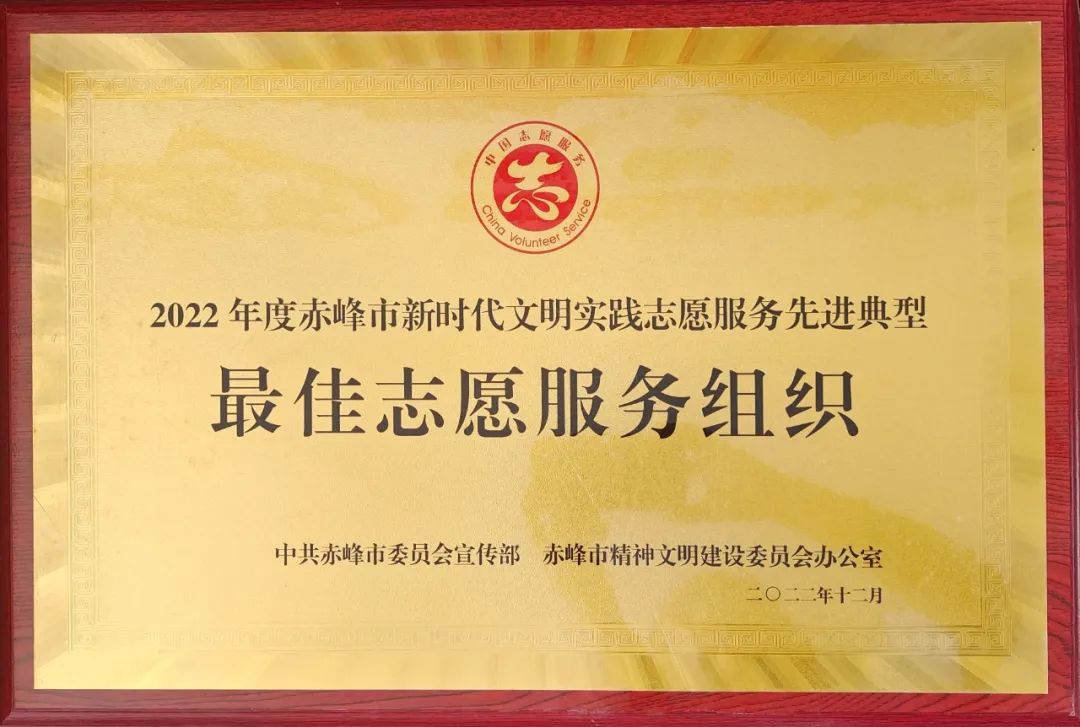 中国志愿服务
志
China Volunteer Service
2022年度赤峰市新时代文明实践志愿服务先进典型
最佳志愿服务组织
中共赤峰市委员会宣传部 赤峰市精神文明建设委员会办公室
二〇二二年十二月